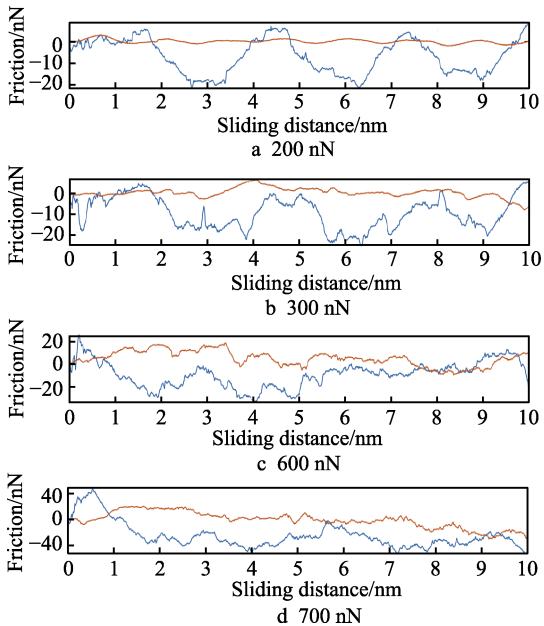 Friction/nN
0
−10
−20
0 1 2 3 4 5 6 7 8 9 10
Sliding distance/nm
a 200 nN
Friction/nN
0
−10
−20
0 1 2 3 4 5 6 7 8 9 10
Sliding distance/nm
b 300 nN
Friction/nN
20
0
−20
0 1 2 3 4 5 6 7 8 9 10
Sliding distance/nm
c 600 nN
Friction/nN
40
0
−40
0 1 2 3 4 5 6 7 8 9 10
Sliding distance/nm
d 700 nN